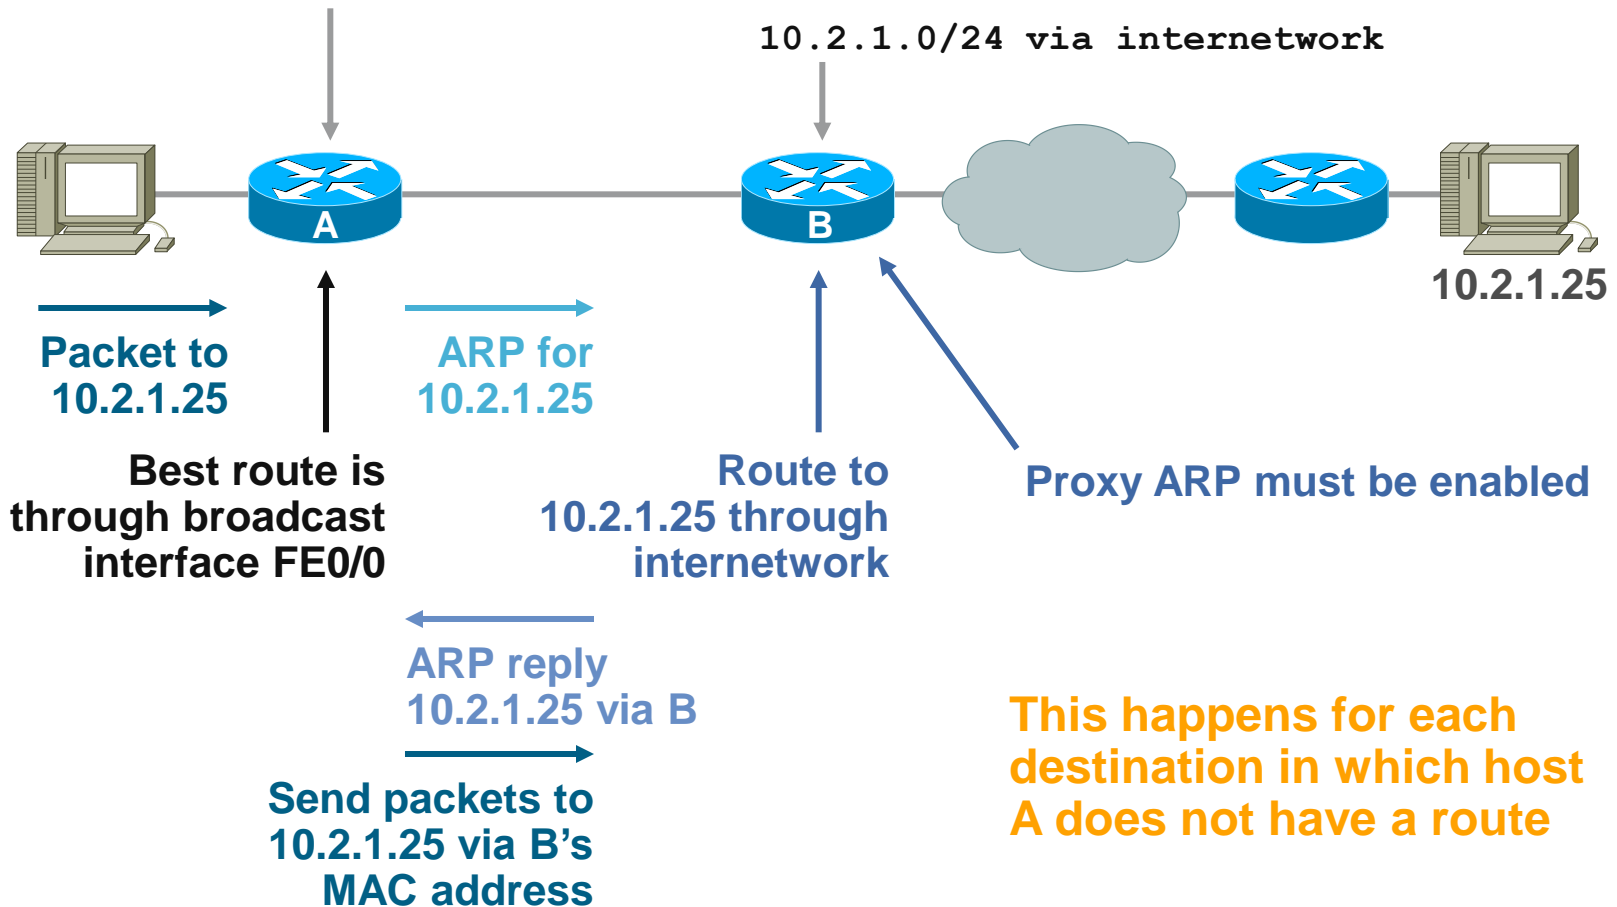 10.2.1.0/24 via internetwork
A
B
10.2.1.25
Packet to
10.2.1.25
ARP for
10.2.1.25
Best route is
through broadcast
interface FE0/0
Route to
10.2.1.25 through
internetwork
Proxy ARP must be enabled
ARP reply
10.2.1.25 via B
Send packets to
10.2.1.25 via B’s
MAC address
This happens for each
destination in which host
A does not have a route